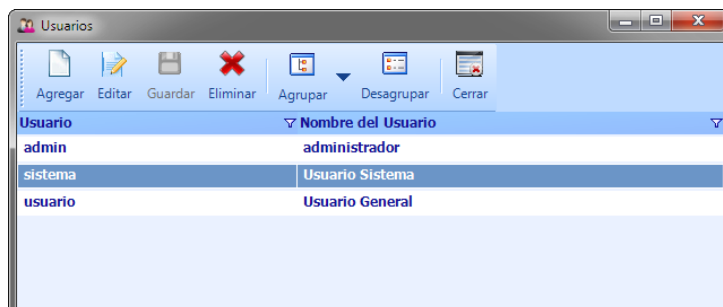 Usuarios
Agregar Editar Guardar Eliminar Agrupar Desagrupar Cerrar
Usuario Nombre del Usuario
admin administrador
sistema Usuario Sistema
usuario Usuario General